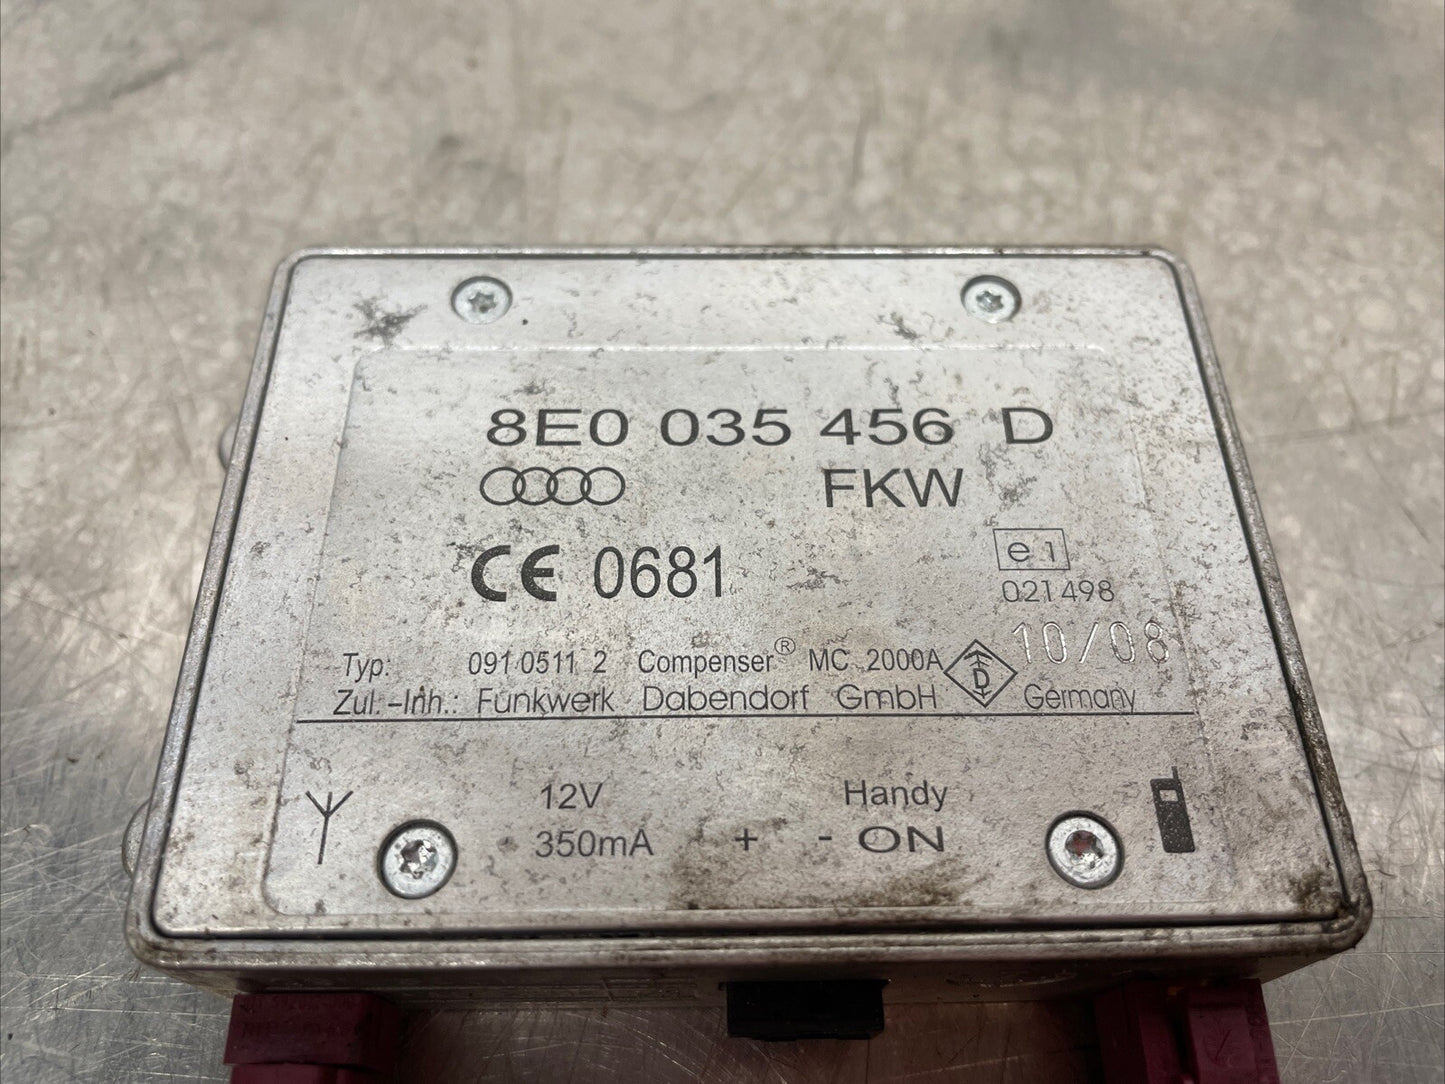 8E0 035 456 D
FKW
CE 0681
e1
021498
10/08
Typ: 091 0511 2 Compenser® MC 2000A
D
Zul.-Inh.: Funkwerk Dabendorf GmbH Germany
12V Handy
350mA + - ON